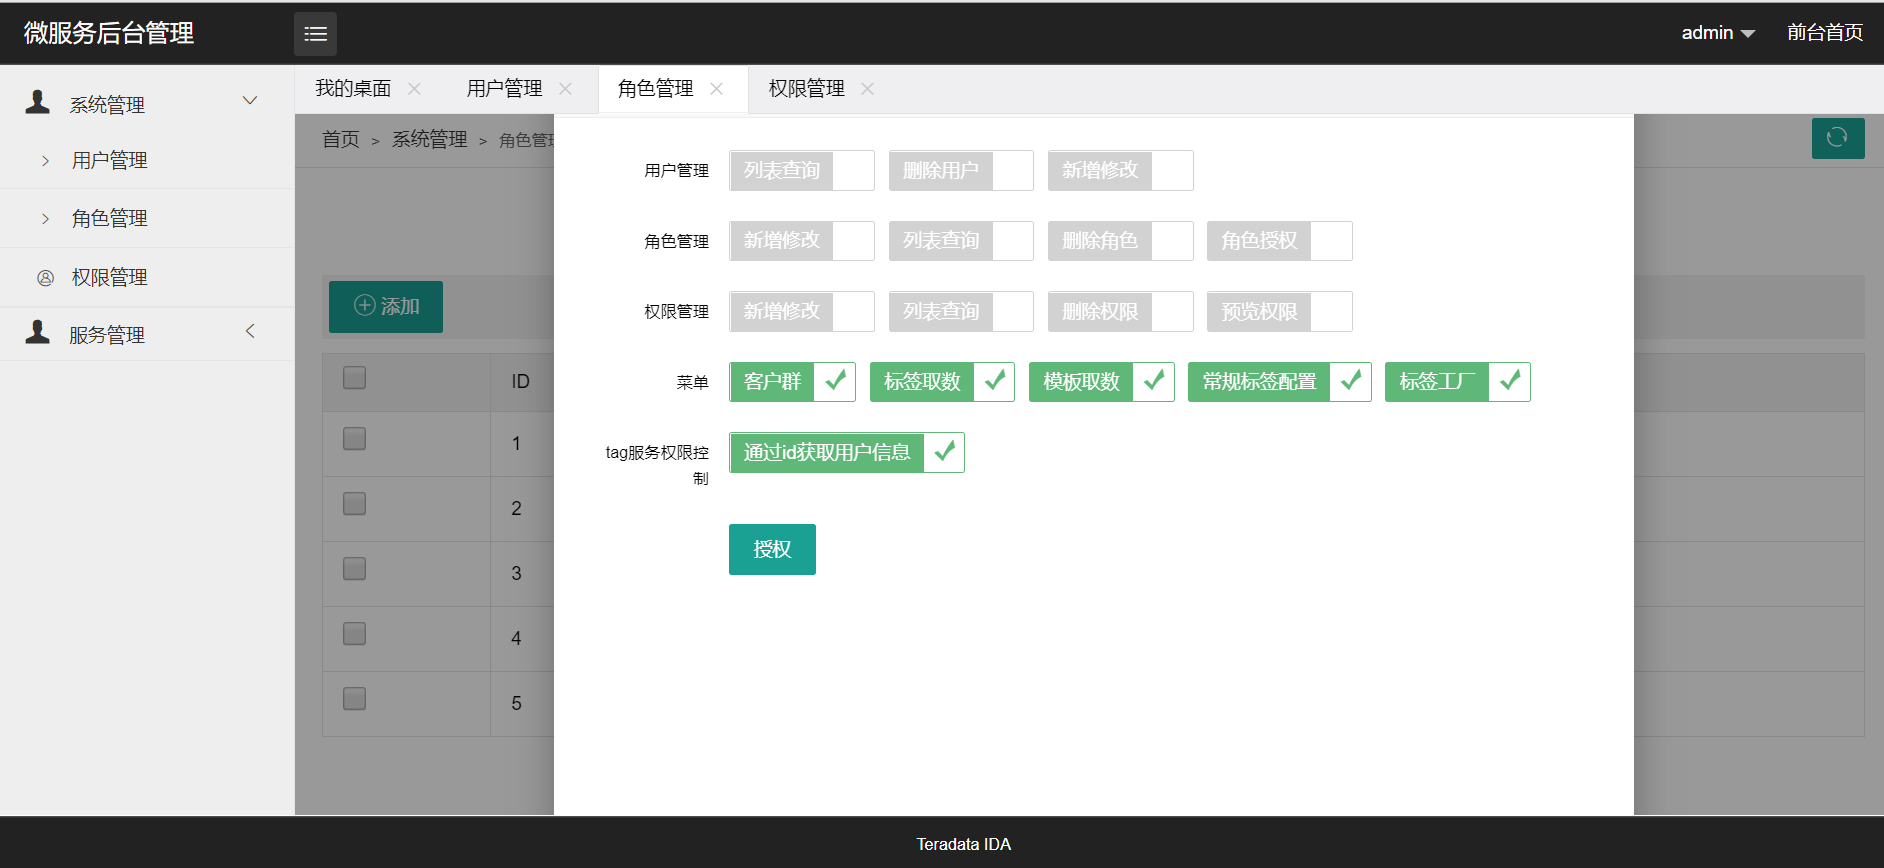 微服务后台管理
admin
前台首页
系统管理
用户管理
角色管理
权限管理
服务管理
我的桌面
用户管理
角色管理
权限管理
首页 > 系统管理 > 角色管理
添加
ID
1
2
3
4
5
用户管理 列表查询 删除用户 新增修改
角色管理 新增修改 列表查询 删除角色 角色授权
权限管理 新增修改 列表查询 删除权限 预览权限
菜单 客户群 标签取数 模板取数 常规标签配置 标签工厂
tag服务权限控
制
通过id获取用户信息
授权
Teradata IDA